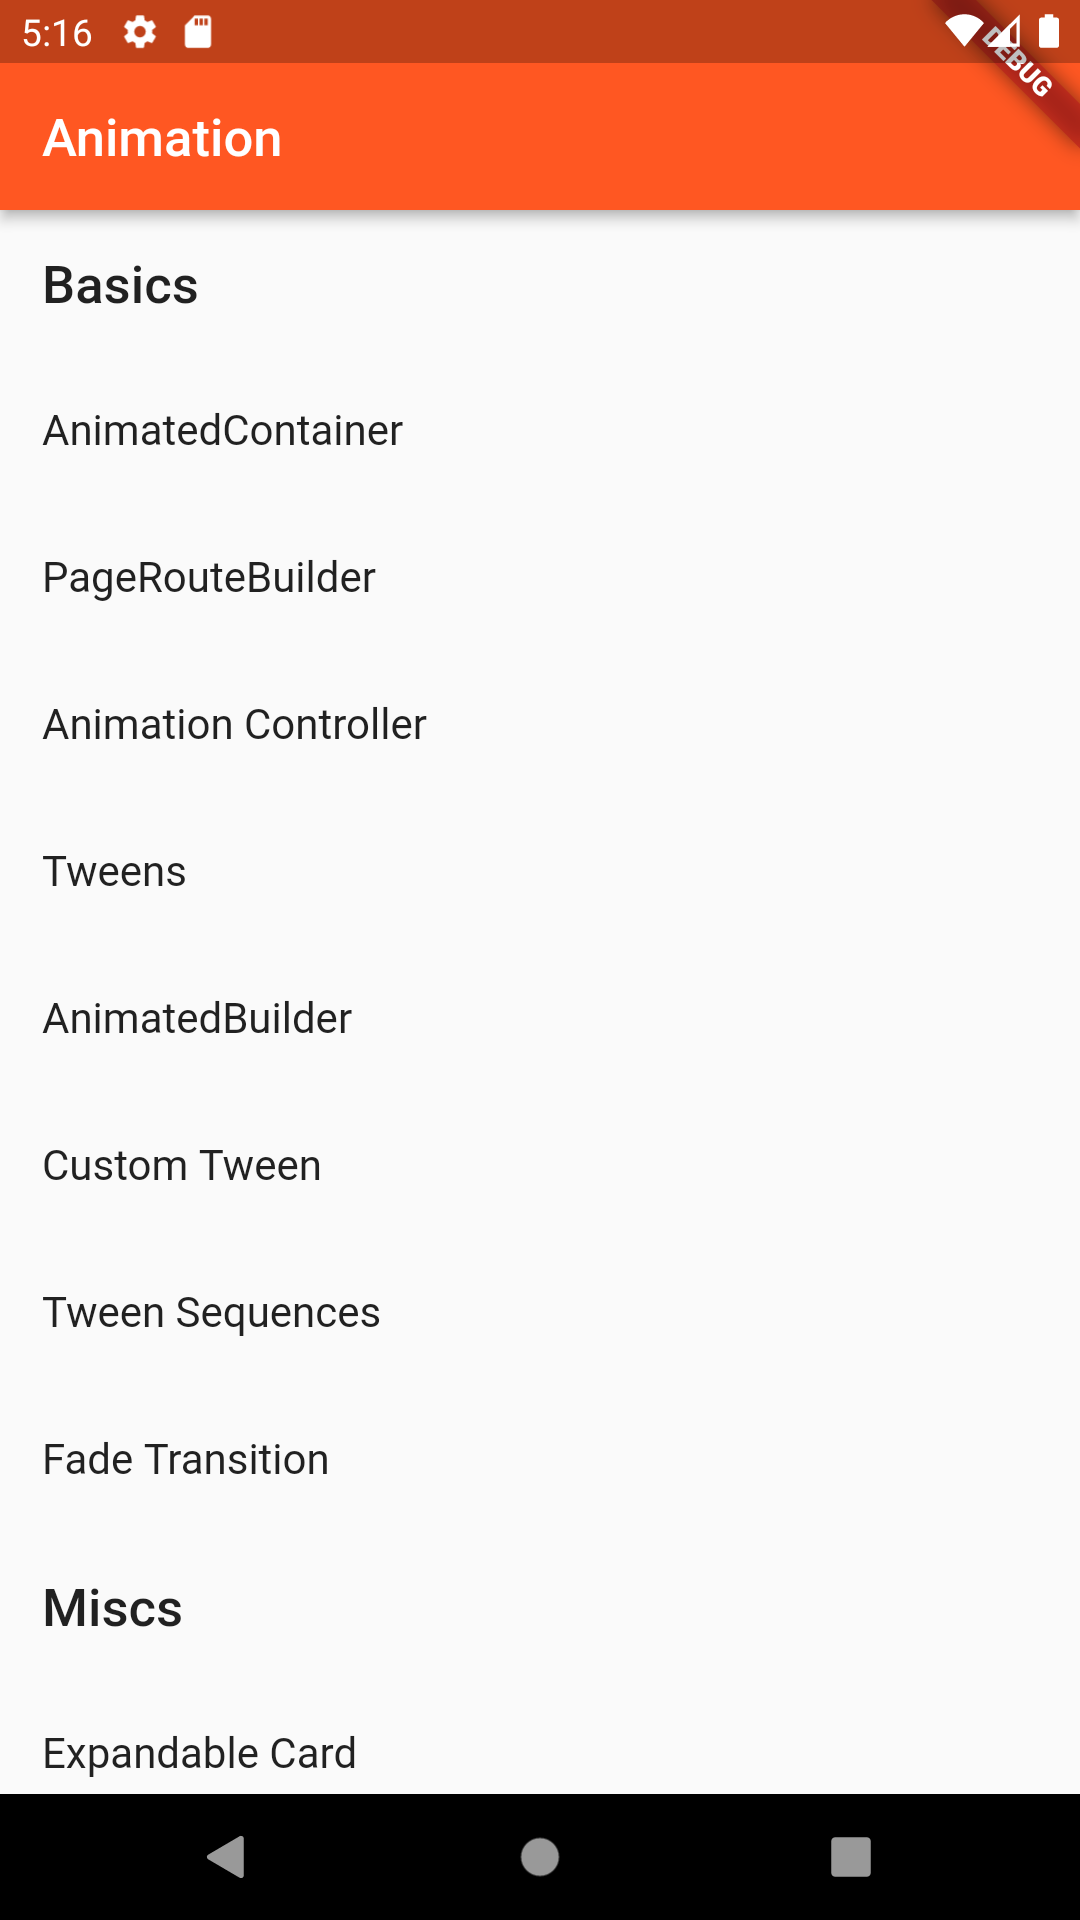 5:16
DEBUG
Animation
Basics
AnimatedContainer
PageRouteBuilder
Animation Controller
Tweens
AnimatedBuilder
Custom Tween
Tween Sequences
Fade Transition
Miscs
Expandable Card